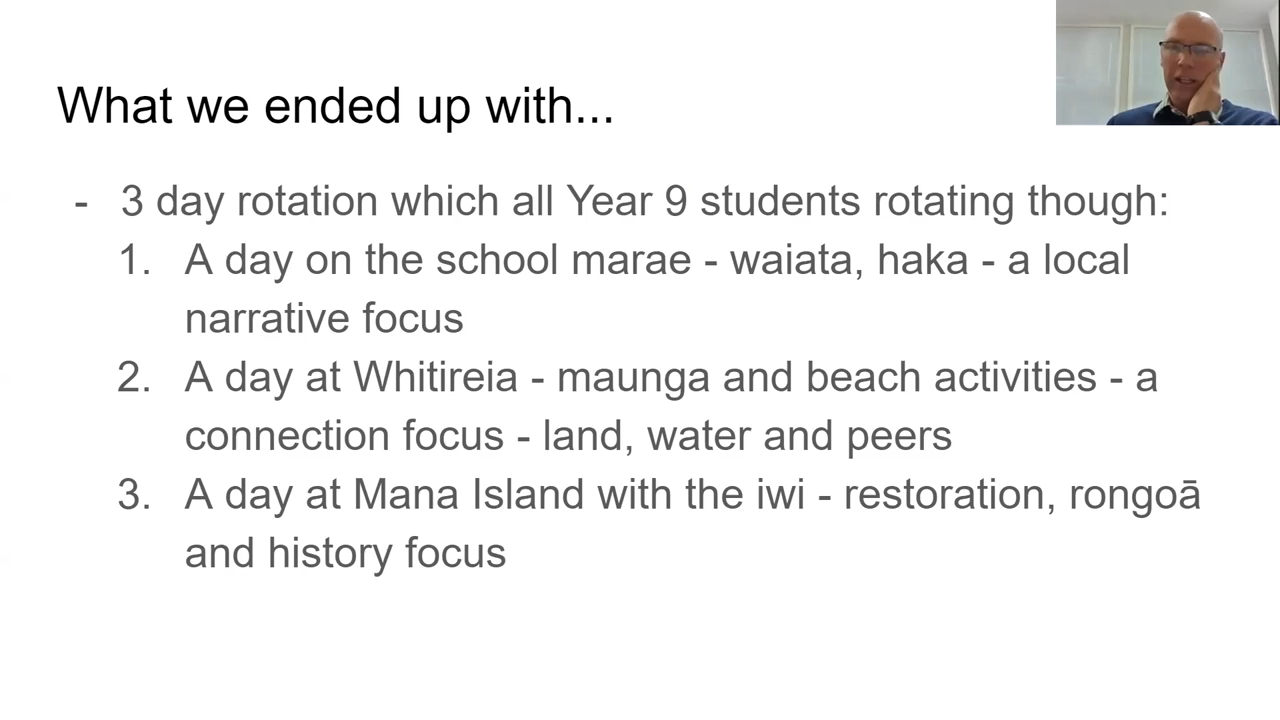 What we ended up with...
- 3 day rotation which all Year 9 students rotating though:
1. A day on the school marae - waiata, haka - a local
narrative focus
2. A day at Whitireia - maunga and beach activities - a
connection focus - land, water and peers
3. A day at Mana Island with the iwi - restoration, rongoā
and history focus